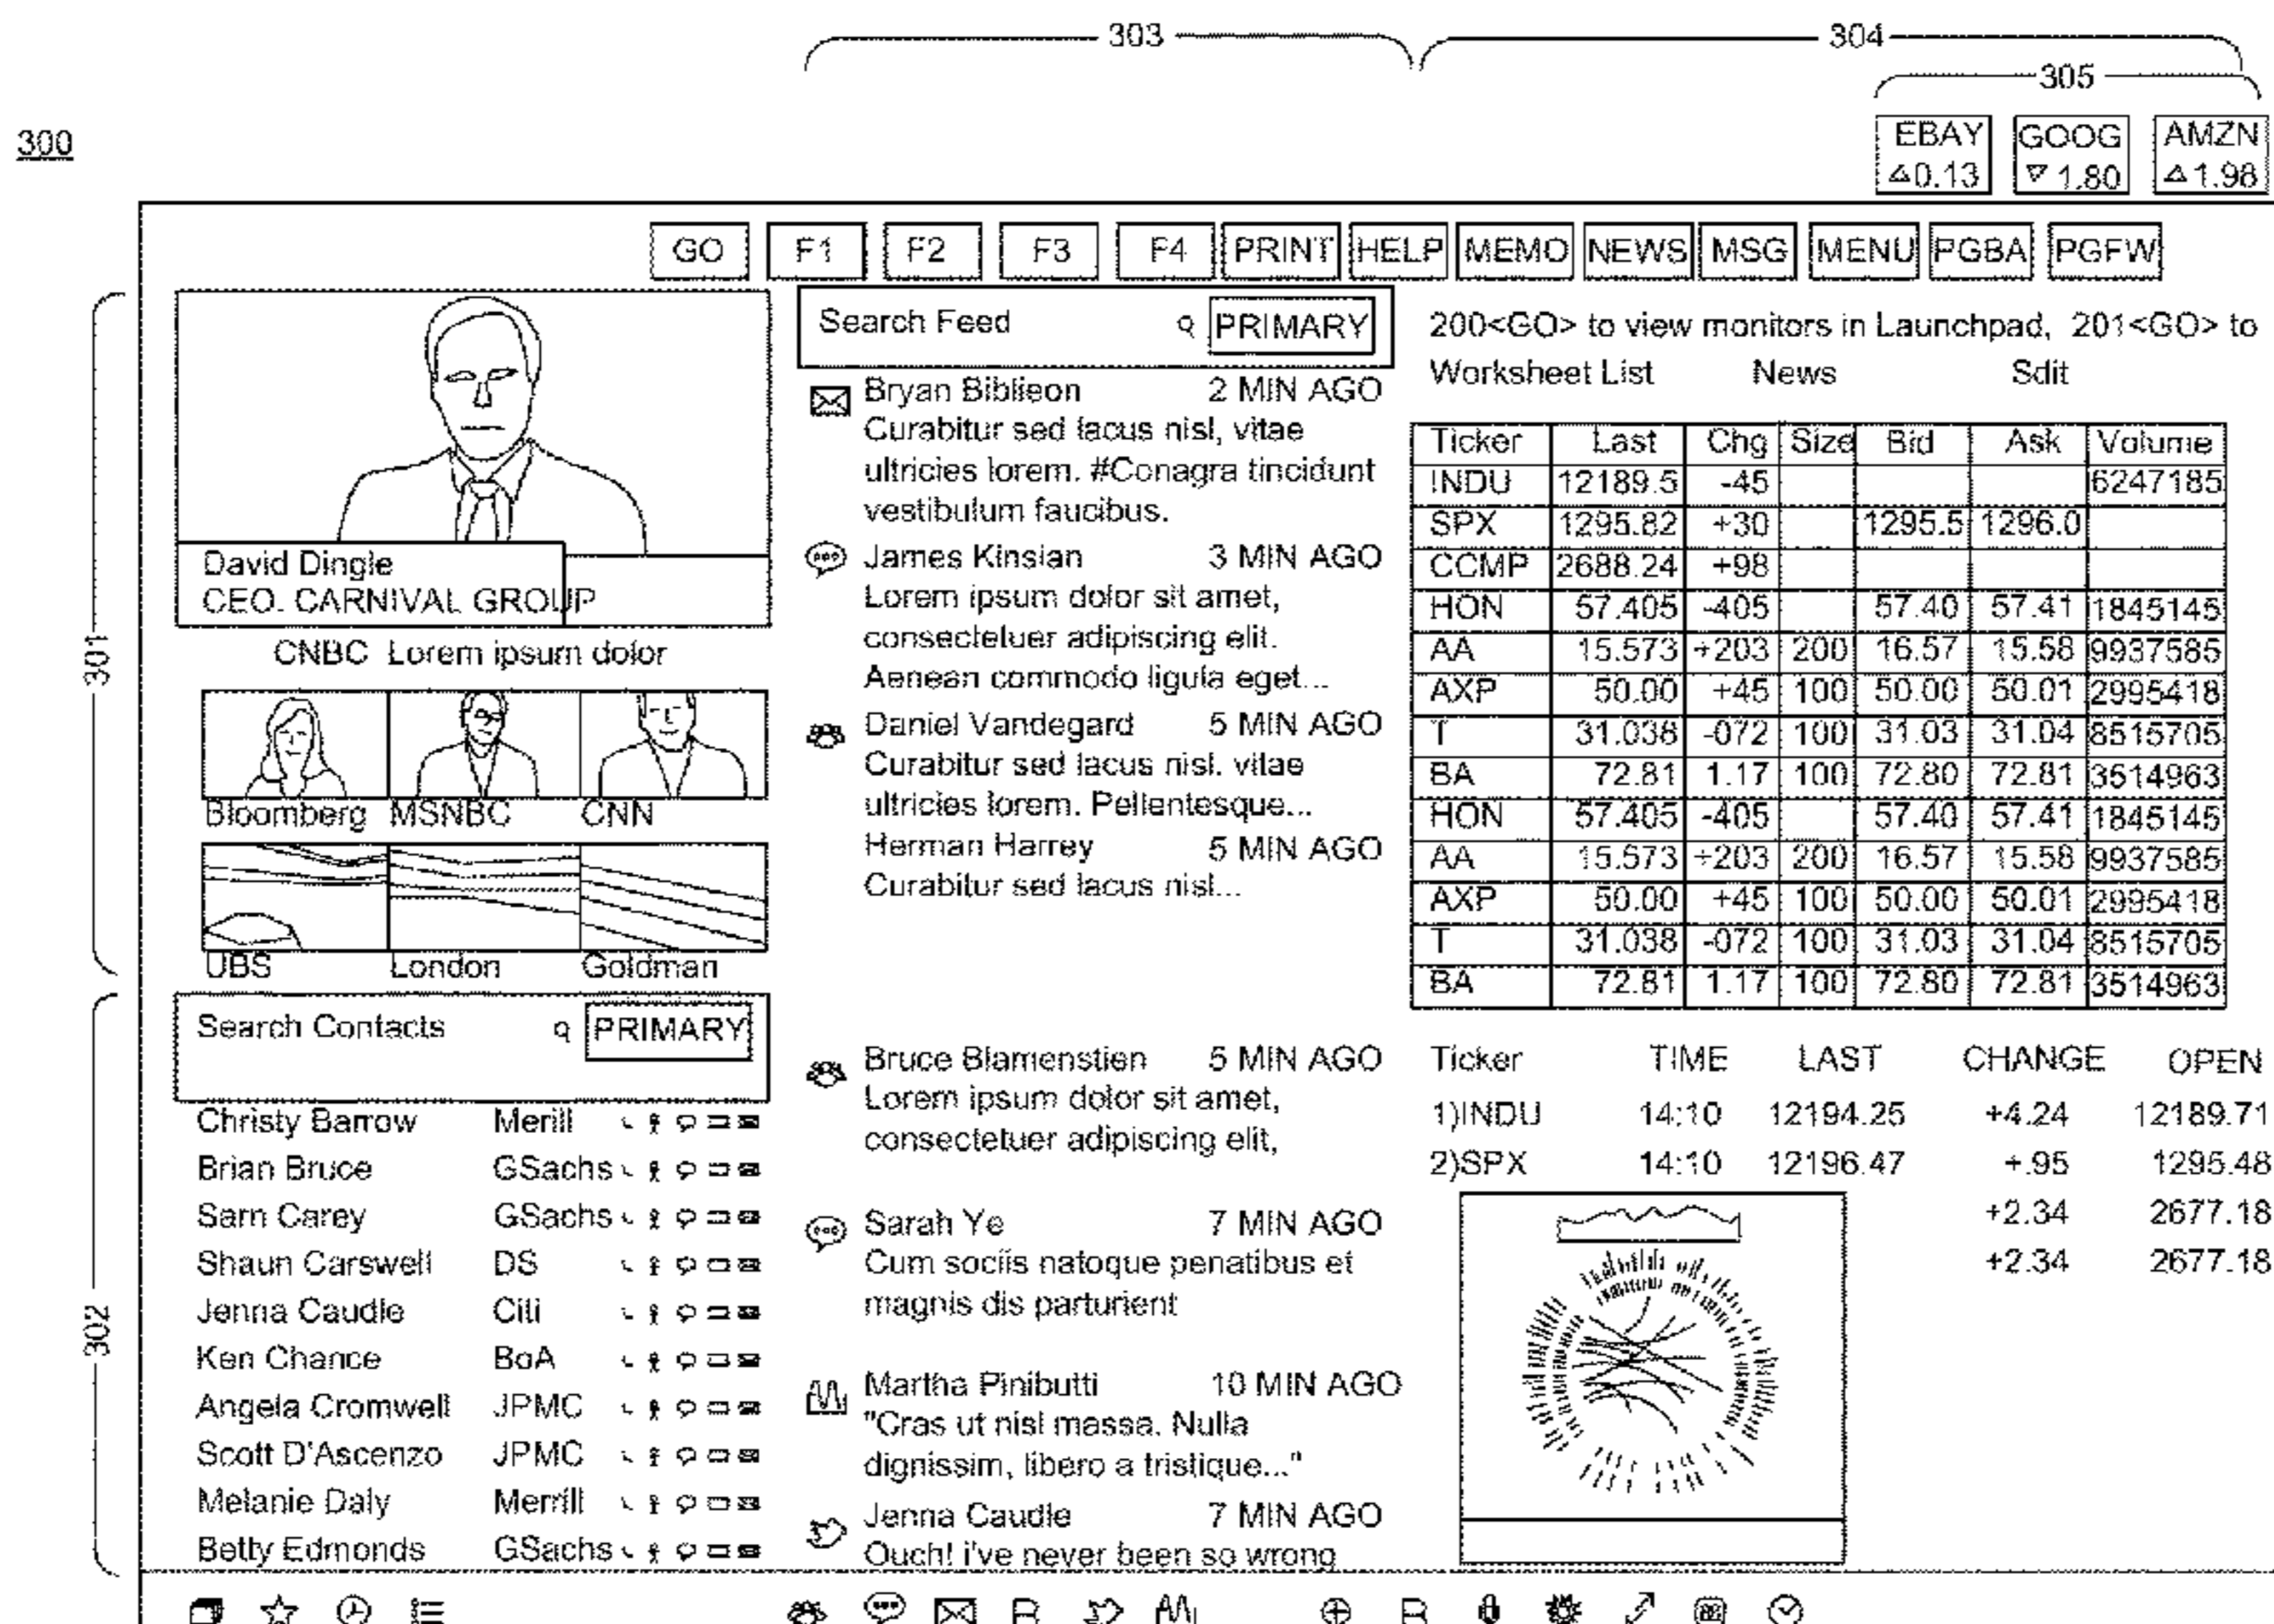 303
304
305
300
EBAY GOOG AMZN
△0.13 ▽1.80 △1.98
GO F1 F2 F3 F4 PRINT HELP MEMO NEWS MSG MENU PGBA PGFW
301
David Dingle
CEO. CARNIVAL GROUP
CNBC Lorem ipsum dolor
Bloomberg MSNBC CNN
UBS London Goldman
302
Search Contacts PRIMARY
Christy Barrow Merill
Brian Bruce GSachs
Sam Carey GSachs
Shaun Carswell DS
Jenna Caudle Citi
Ken Chance BoA
Angela Cromwell JPMC
Scott D'Ascenzo JPMC
Melanie Daly Merrill
Betty Edmonds GSachs
Search Feed PRIMARY
Bryan Biblieon 2 MIN AGO
Curabitur sed lacus nisl, vitae
ultricies lorem. #Conagra tincidunt
vestibulum faucibus.
James Kinslan 3 MIN AGO
Lorem ipsum dolor sit amet,
consectetuer adipiscing elit.
Aenean commodo ligula eget...
Daniel Vandegard 5 MIN AGO
Curabitur sed lacus nisl. vitae
ultricies lorem. Pellentesque...
Herman Harrey 5 MIN AGO
Curabitur sed lacus nisl...
Bruce Blamenstien 5 MIN AGO
Lorem ipsum dolor sit amet,
consectetuer adipiscing elit,
Sarah Ye 7 MIN AGO
Cum sociis natoque penatibus et
magnis dis parturient
Martha Pinibutti 10 MIN AGO
"Cras ut nisl massa. Nulla
dignissim, libero a tristique..."
Jenna Caudle 7 MIN AGO
Ouch! i've never been so wrong
200<GO> to view monitors in Launchpad, 201<GO> to
Worksheet List News Sdit
Ticker Last Chg Size Bid Ask Volume
INDU 12189.5 -45 6247185
SPX 1295.82 +30 1295.5 1296.0
CCMP 2688.24 +98
HON 57.405 -405 57.40 57.41 1845145
AA 15.573 +203 200 16.57 15.58 9937585
AXP 50.00 +45 100 50.00 50.01 2995418
T 31.038 -072 100 31.03 31.04 8515705
BA 72.81 1.17 100 72.80 72.81 3514963
HON 57.405 -405 57.40 57.41 1845145
AA 15.573 +203 200 16.57 15.58 9937585
AXP 50.00 +45 100 50.00 50.01 2995418
T 31.038 -072 100 31.03 31.04 8515705
BA 72.81 1.17 100 72.80 72.81 3514963
Ticker TIME LAST CHANGE OPEN
1)INDU 14:10 12194.25 +4.24 12189.71
2)SPX 14:10 12196.47 +.95 1295.48
+2.34 2677.18
+2.34 2677.18